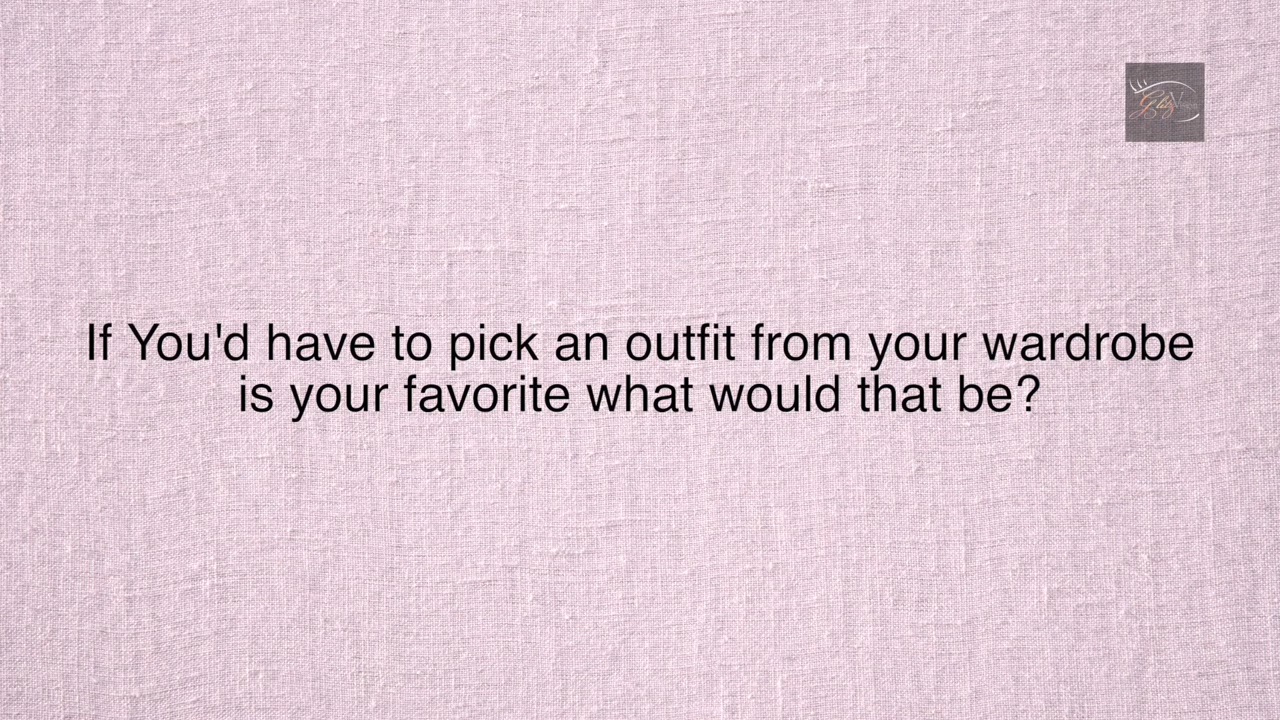 If You'd have to pick an outfit from your wardrobe
is your favorite what would that be?